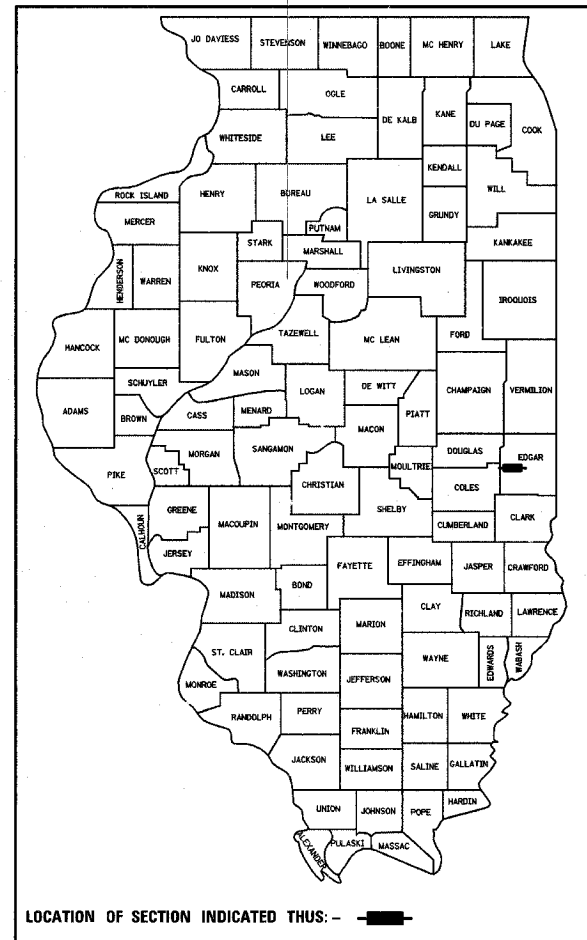 JO DAVIESS STEVENSON WINNEBAGO BOONE MC HENRY LAKE
CARROLL OGLE
DE KALB KANE DU PAGE COOK
WHITESIDE LEE
KENDALL WILL
ROCK ISLAND HENRY BUREAU LA SALLE
MERCER PUTNAM GRUNDY
STARK MARSHALL KANKAKEE
HENDERSON WARREN KNOX PEORIA WOODFORD LIVINGSTON
IROQUOIS
HANCOCK MC DONOUGH FULTON TAZEWELL MC LEAN FORD
MASON
SCHUYLER LOGAN DE WITT CHAMPAIGN VERMILION
ADAMS BROWN CASS MENARD MACON PIATT
PIKE SCOTT MORGAN SANGAMON MOULTRIE DOUGLAS EDGAR
CHRISTIAN COLES
CALHOUN GREENE MACOUPIN MONTGOMERY SHELBY CUMBERLAND CLARK
JERSEY
FAYETTE EFFINGHAM JASPER CRAWFORD
MADISON BOND
CLAY RICHLAND LAWRENCE
CLINTON MARION
ST. CLAIR WAYNE EDWARDS WABASH
WASHINGTON JEFFERSON
MONROE
RANDOLPH PERRY HAMILTON WHITE
FRANKLIN
JACKSON WILLIAMSON SALINE GALLATIN
UNION JOHNSON POPE HARDIN
ALEXANDER PULASKI MASSAC
LOCATION OF SECTION INDICATED THUS: -